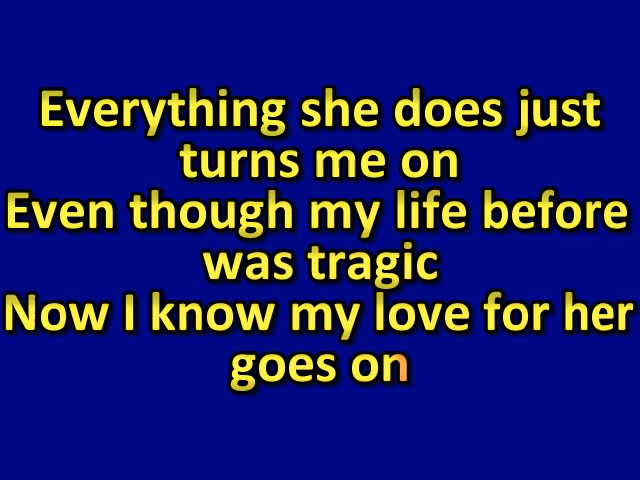 Everything she does just
turns me on
Even though my life before
was tragic
Now I know my love for her
goes on